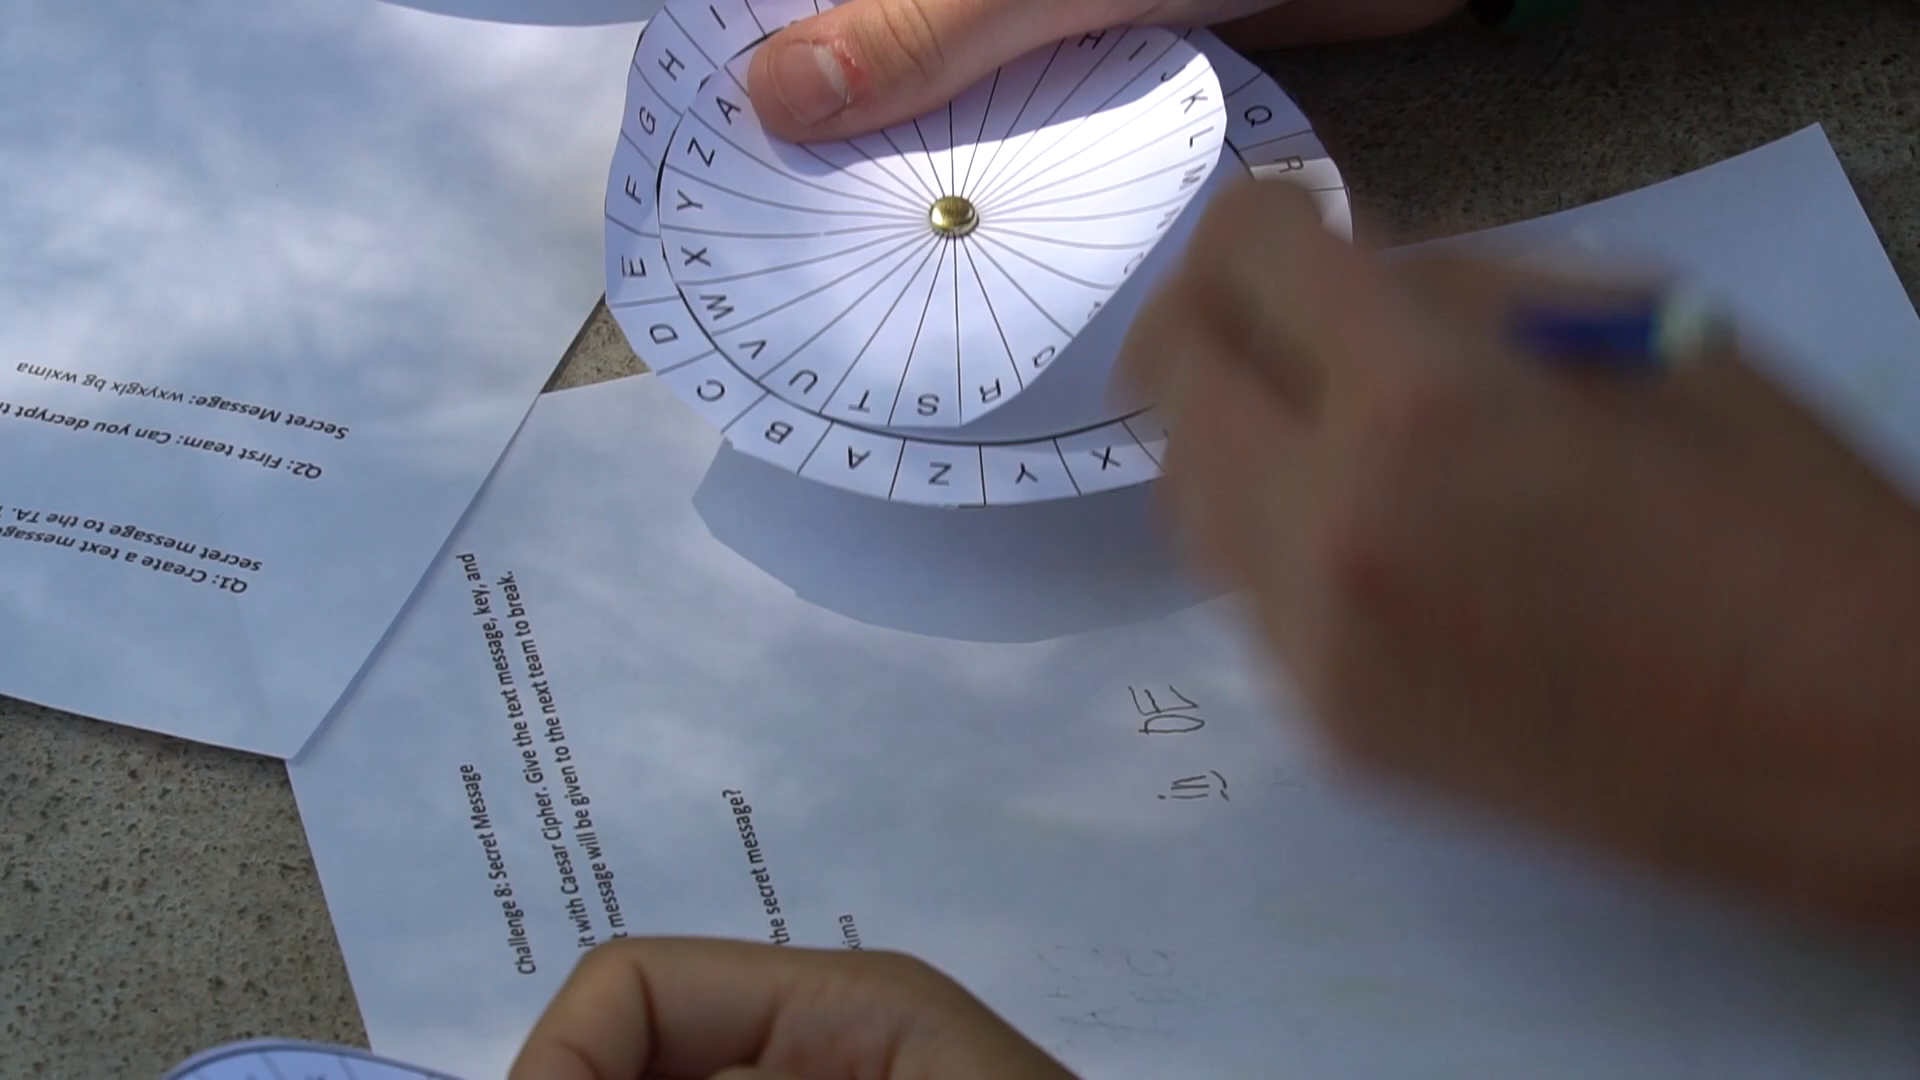 Challenge 8: Secret Message
it with Caesar Cipher. Give the text message, key, and
message will be given to the next team to break.
the secret message?
in DE
Q1: Create a text message
secret message to the TA.
Q2: First team: Can you decrypt
Secret Message: wxyxglx bg wxima
A B C D E F G H I
Q R
X Y Z
H I J K L M
Q R S T U V W X Y Z A